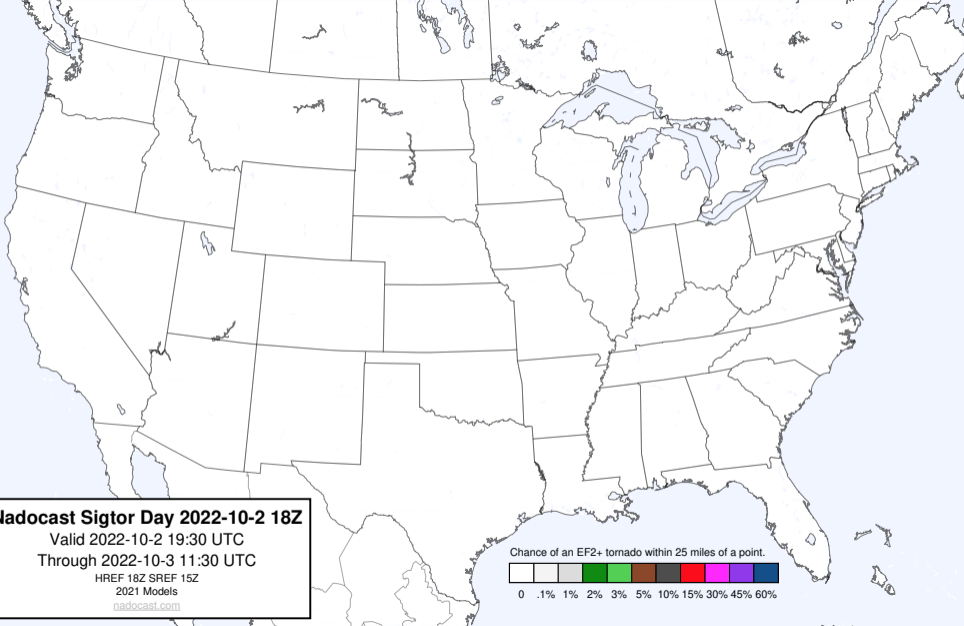 Nadocast Sigtor Day 2022-10-2 18Z
Valid 2022-10-2 19:30 UTC
Through 2022-10-3 11:30 UTC
HREF 18Z SREF 15Z
2021 Models
nadocast.com
Chance of an EF2+ tornado within 25 miles of a point.
0 .1% 1% 2% 3% 5% 10% 15% 30% 45% 60%